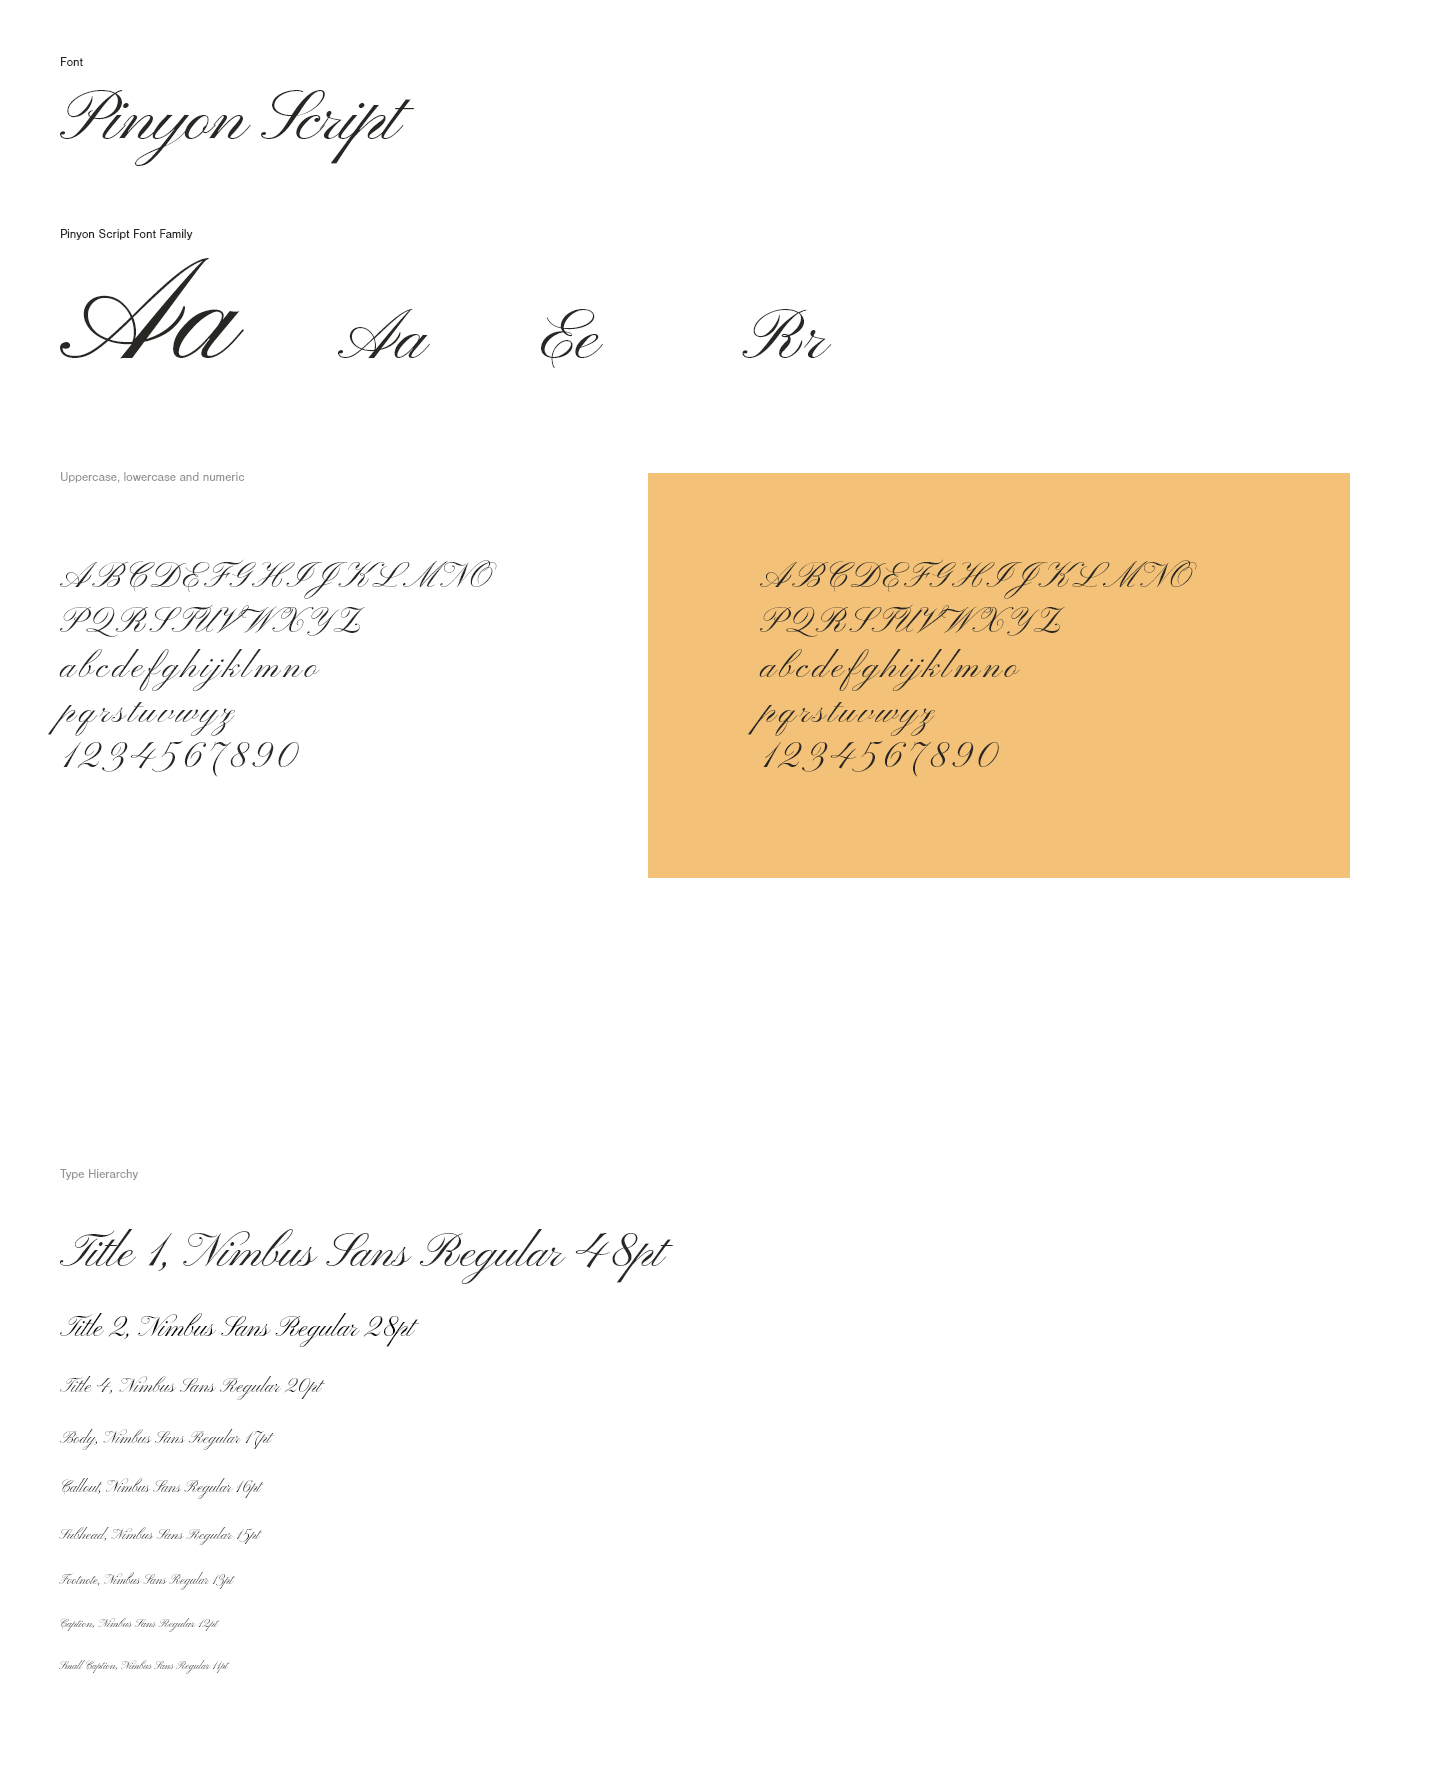 Font
Pinyon Script
Pinyon Script Font Family
Aa Aa Ee Rr
Uppercase, lowercase and numeric
ABCDEFGHIJKLMNO
PQRSTUVWXYZ
abcdefghijklmno
pqrstuvwyz
1234567890
ABCDEFGHIJKLMNO
PQRSTUVWXYZ
abcdefghijklmno
pqrstuvwyz
1234567890
Type Hierarchy
Title 1, Nimbus Sans Regular 48pt
Title 2, Nimbus Sans Regular 28pt
Title 4, Nimbus Sans Regular 20pt
Body, Nimbus Sans Regular 17pt
Callout, Nimbus Sans Regular 16pt
Subhead, Nimbus Sans Regular 15pt
Footnote, Nimbus Sans Regular 13pt
Caption, Nimbus Sans Regular 12pt
Small Caption, Nimbus Sans Regular 11pt